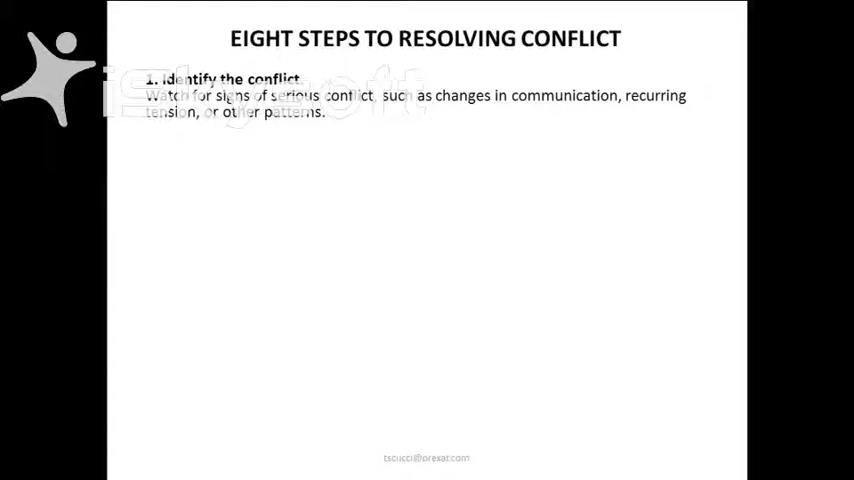 EIGHT STEPS TO RESOLVING CONFLICT
iSkysoft
1. Identify the conflict.
Watch for signs of serious conflict, such as changes in communication, recurring
tension, or other patterns.